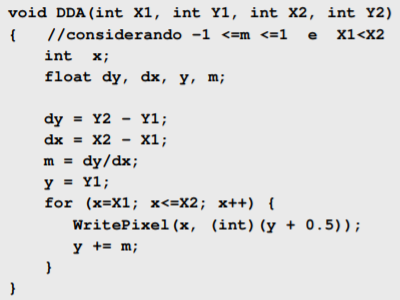 void DDA(int X1, int Y1, int X2, int Y2)
{   //considerando -1 <=m <=1  e  X1<X2
    int  x;
    float dy, dx, y, m;

    dy = Y2 - Y1;
    dx = X2 - X1;
    m = dy/dx;
    y = Y1;
    for (x=X1; x<=X2; x++) {
       WritePixel(x, (int)(y + 0.5));
       y += m;
    }
}